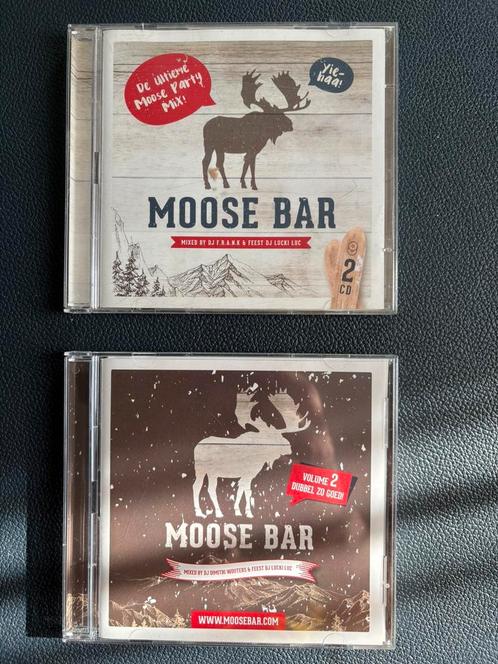 De ultieme
Moose Party
Mix!
Yie-
haa!
MOOSE BAR
MIXED BY DJ F.R.A.N.K & FEEST DJ LUCKI LUC
2
CD
VOLUME 2
DUBBEL ZO GOED!
MOOSE BAR
MIXED BY DJ DIMITRI WOUTERS & FEEST DJ LUCKI LUC
WWW.MOOSEBAR.COM